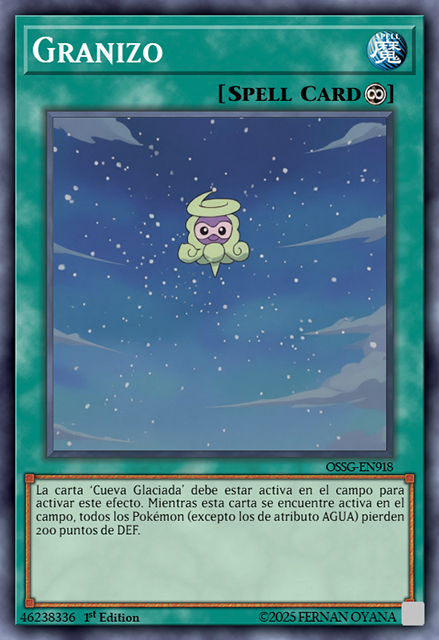 GRANIZO
SPELL
魔
[SPELL CARD]
OSSG-EN918
La carta ‘Cueva Glaciada’ debe estar activa en el campo para
activar este efecto. Mientras esta carta se encuentre activa en el
campo, todos los Pokémon (excepto los de atributo AGUA) pierden
200 puntos de DEF.
46238336 1st Edition ©2025 FERNAN OYANA